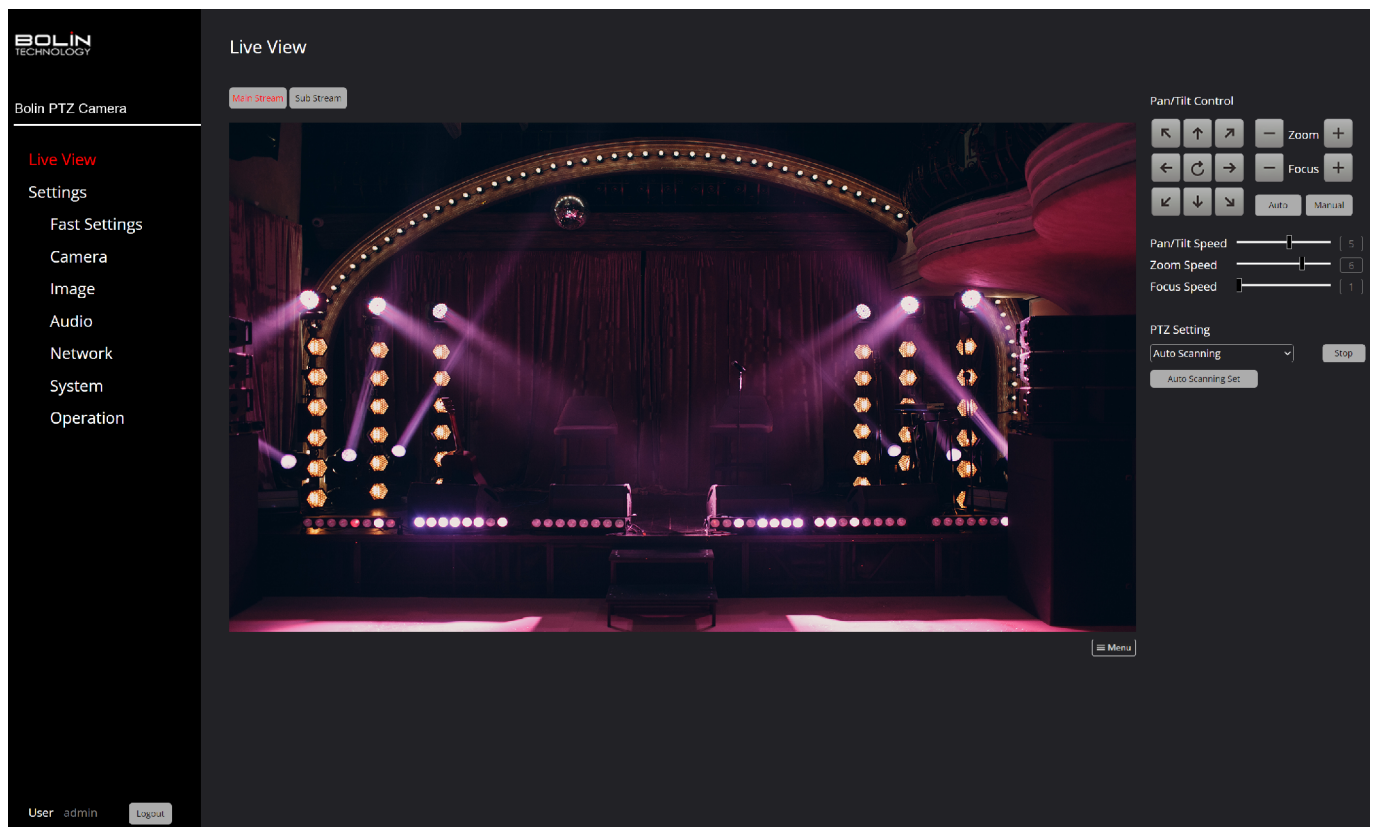 BOLIN
TECHNOLOGY
Bolin PTZ Camera
Live View
Settings
Fast Settings
Camera
Image
Audio
Network
System
Operation
User admin
Logout
Live View
Main Stream Sub Stream
Menu
Pan/Tilt Control
Zoom
Focus
Auto Manual
Pan/Tilt Speed 5
Zoom Speed 6
Focus Speed 1
PTZ Setting
Auto Scanning Stop
Auto Scanning Set